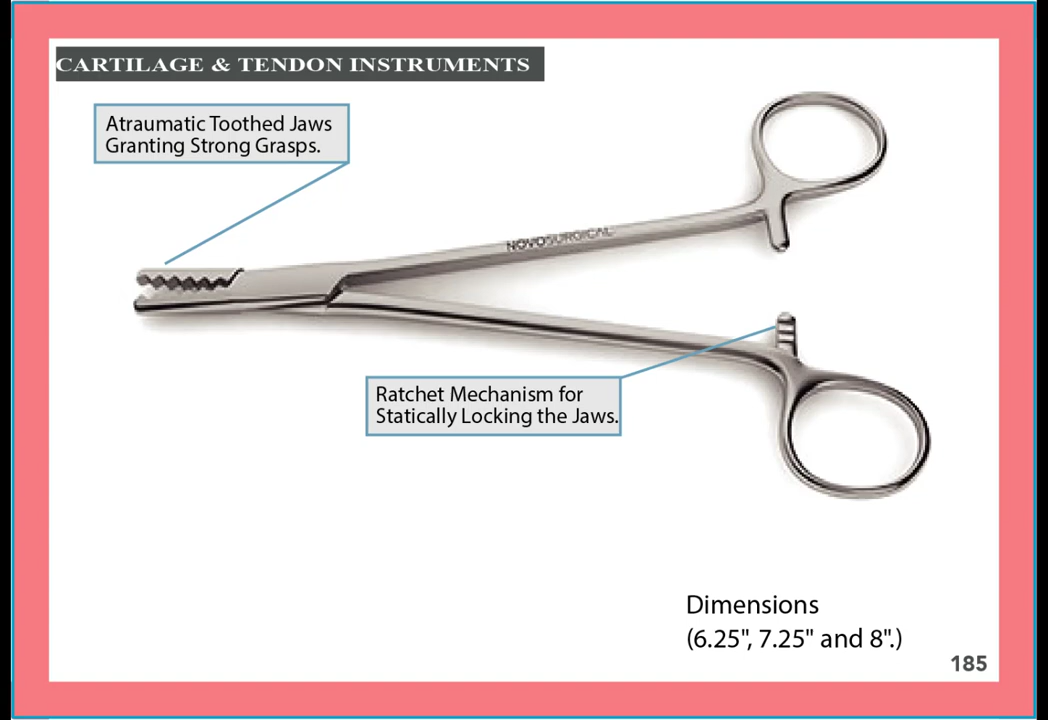 CARTILAGE & TENDON INSTRUMENTS
Atraumatic Toothed Jaws
Granting Strong Grasps.
NOVOSURGICAL
Ratchet Mechanism for
Statically Locking the Jaws.
Dimensions
(6.25", 7.25" and 8".)
185